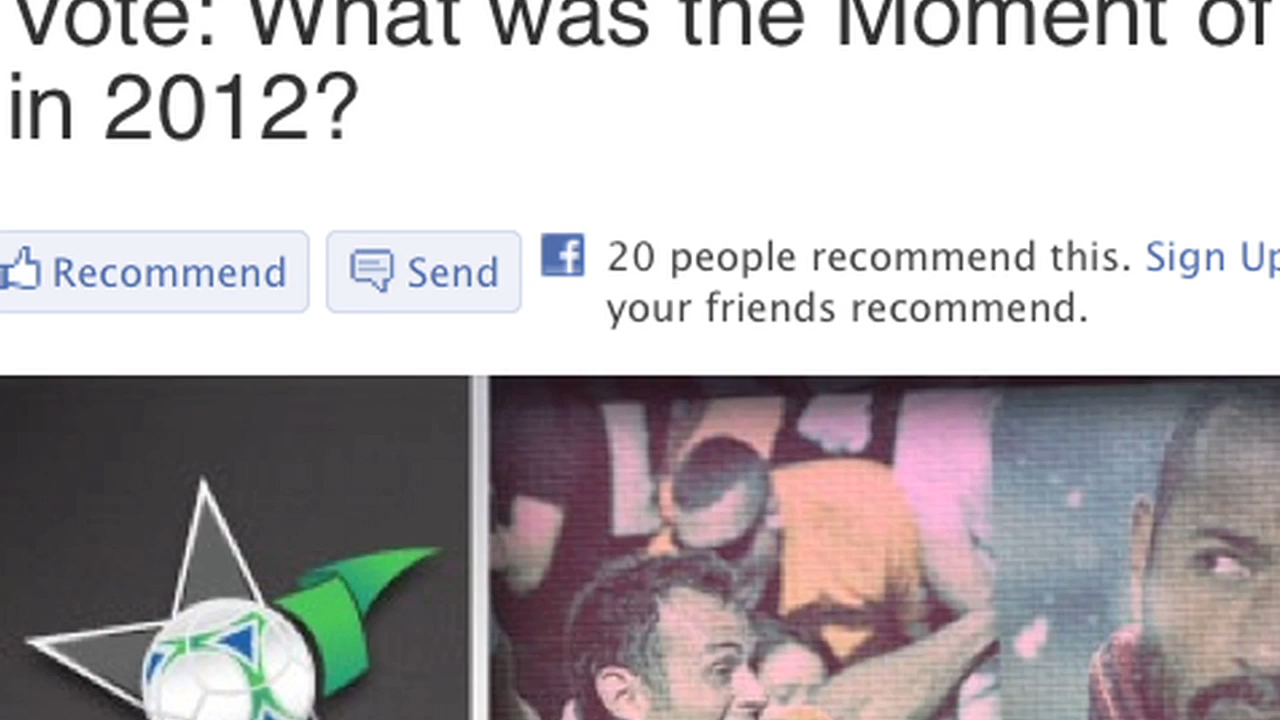 Vote: What was the Moment of
in 2012?
Recommend
Send
20 people recommend this. Sign Up
your friends recommend.